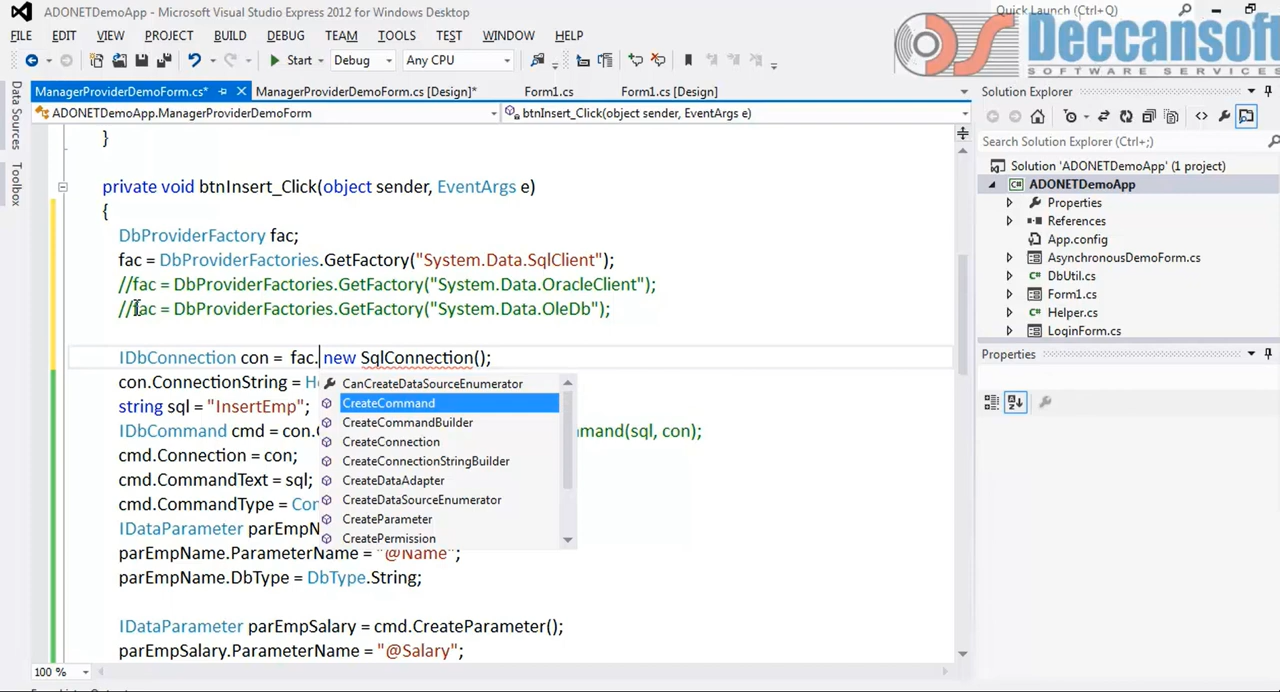 ADONETDemoApp - Microsoft Visual Studio Express 2012 for Windows Desktop
Quick Launch (Ctrl+Q)
Deccansoft
SOFTWARE SERVICES
FILE EDIT VIEW PROJECT BUILD DEBUG TEAM TOOLS TEST WINDOW HELP
Start Debug Any CPU
ManagerProviderDemoForm.cs* ManagerProviderDemoForm.cs [Design]* Form1.cs Form1.cs [Design]
ADONETDemoApp.ManagerProviderDemoForm btnInsert_Click(object sender, EventArgs e)
Data Sources
Toolbox
}
private void btnInsert_Click(object sender, EventArgs e)
{
DbProviderFactory fac;
fac = DbProviderFactories.GetFactory("System.Data.SqlClient");
//fac = DbProviderFactories.GetFactory("System.Data.OracleClient");
//fac = DbProviderFactories.GetFactory("System.Data.OleDb");
IDbConnection con = fac. new SqlConnection();
con.ConnectionString = H
string sql = "InsertEmp";
IDbCommand cmd = con. mmand(sql, con);
cmd.Connection = con;
cmd.CommandText = sql;
cmd.CommandType = Co
IDataParameter parEmpN
parEmpName.ParameterName = "@Name";
parEmpName.DbType = DbType.String;
IDataParameter parEmpSalary = cmd.CreateParameter();
parEmpSalary.ParameterName = "@Salary";
CanCreateDataSourceEnumerator
CreateCommand
CreateCommandBuilder
CreateConnection
CreateConnectionStringBuilder
CreateDataAdapter
CreateDataSourceEnumerator
CreateParameter
CreatePermission
100 %
Solution Explorer
Search Solution Explorer (Ctrl+;)
Solution 'ADONETDemoApp' (1 project)
ADONETDemoApp
Properties
References
App.config
AsynchronousDemoForm.cs
DbUtil.cs
Form1.cs
Helper.cs
LoginForm.cs
Properties